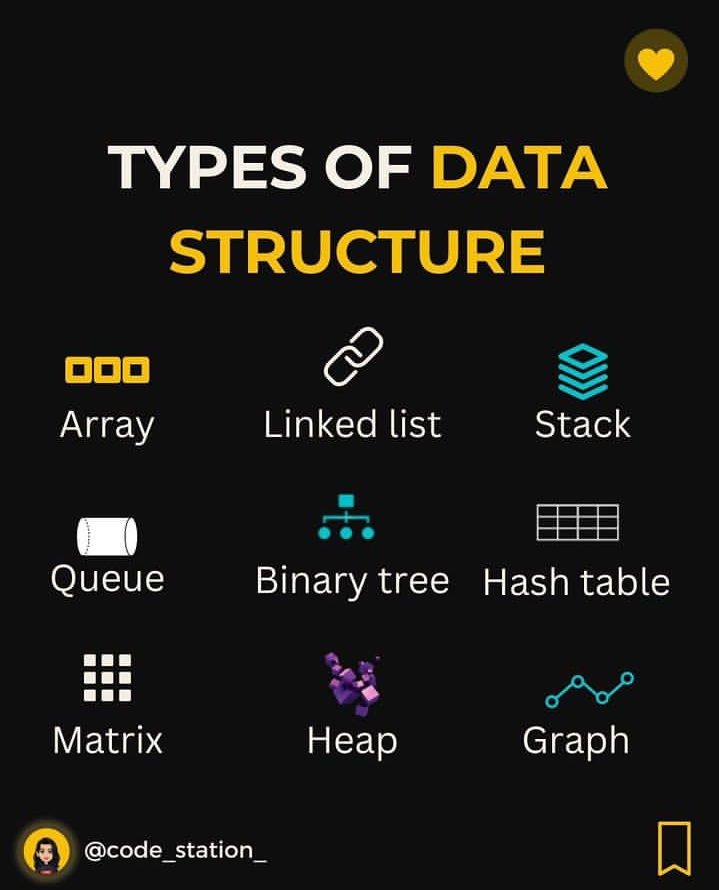 TYPES OF DATA
STRUCTURE
Array
Linked list
Stack
Queue
Binary tree
Hash table
Matrix
Heap
Graph
@code_station_